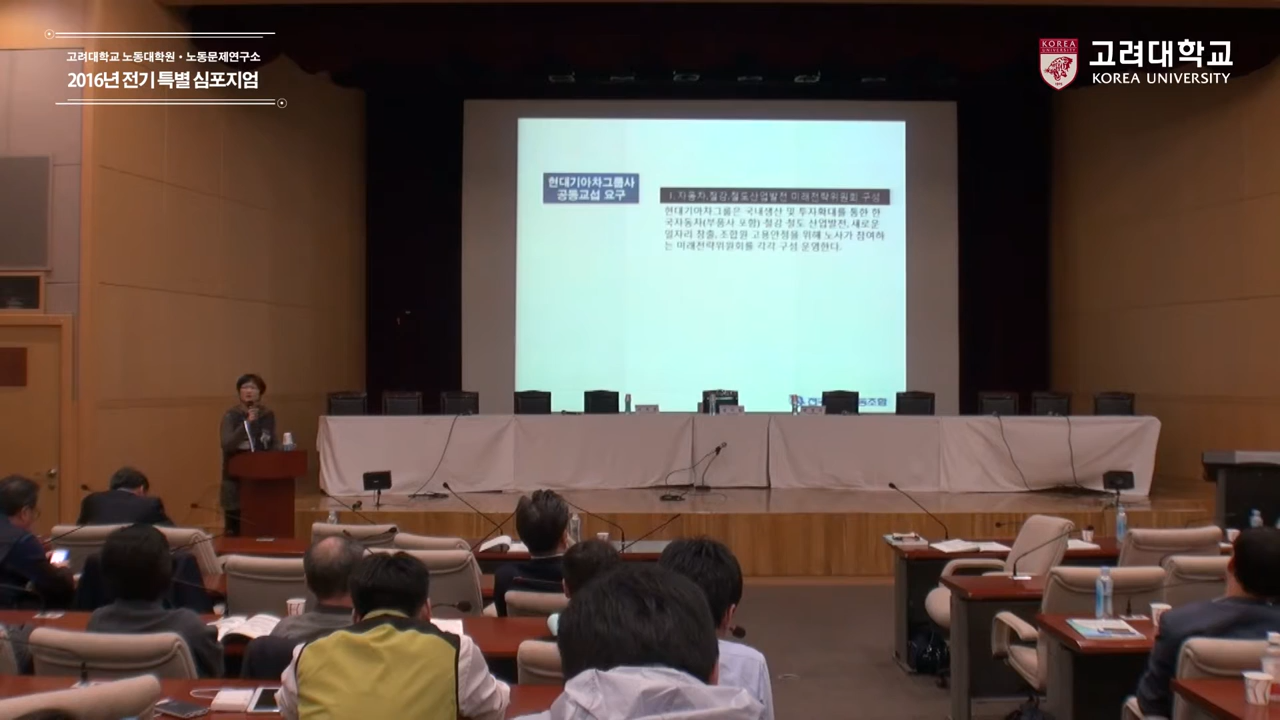 고려대학교 노동대학원 • 노동문제연구소
2016년 전기 특별 심포지엄
KOREA
고려대학교
KOREA UNIVERSITY
현대기아차그룹사
공동교섭 요구
1. 자동차,철강,철도산업발전 미래전략위원회 구성
현대기아차그룹은 국내생산 및 투자확대를 통한 한
국자동차(부품사 포함) 철강 철도 산업발전, 새로운
일자리 창출, 조합원 고용안정을 위해 노사가 참여하
는 미래전략위원회를 각각 구성 운영한다.